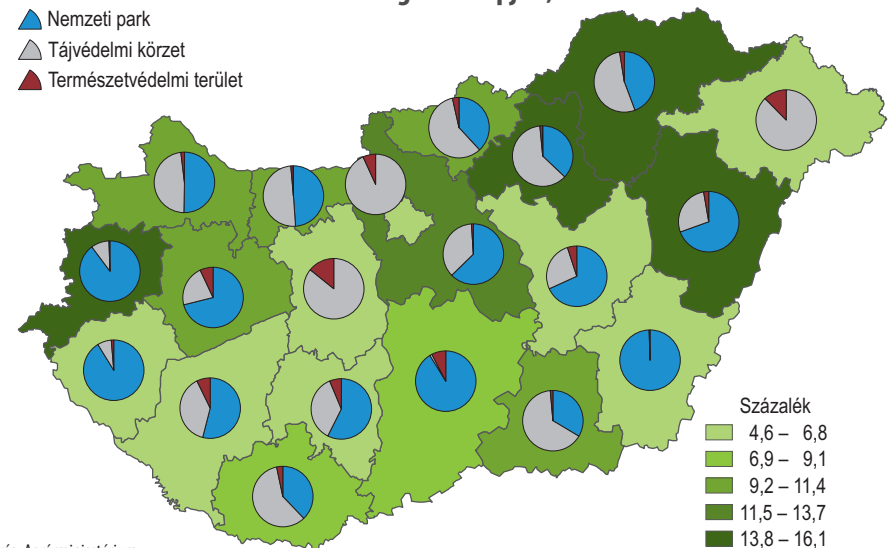 Nemzeti park
Tájvédelmi körzet
Természetvédelmi terület
Százalék
4,6 – 6,8
6,9 – 9,1
9,2 – 11,4
11,5 – 13,7
13,8 – 16,1